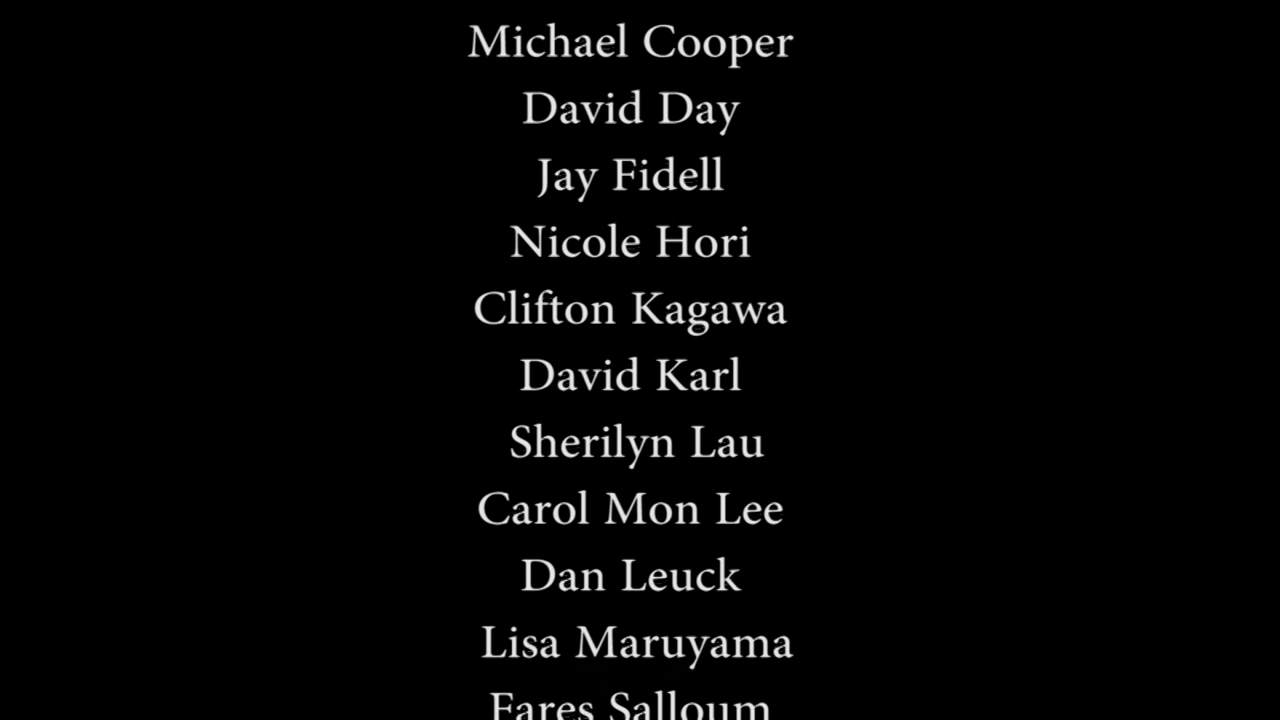 Michael Cooper
David Day
Jay Fidell
Nicole Hori
Clifton Kagawa
David Karl
Sherilyn Lau
Carol Mon Lee
Dan Leuck
Lisa Maruyama
Fares Salloum